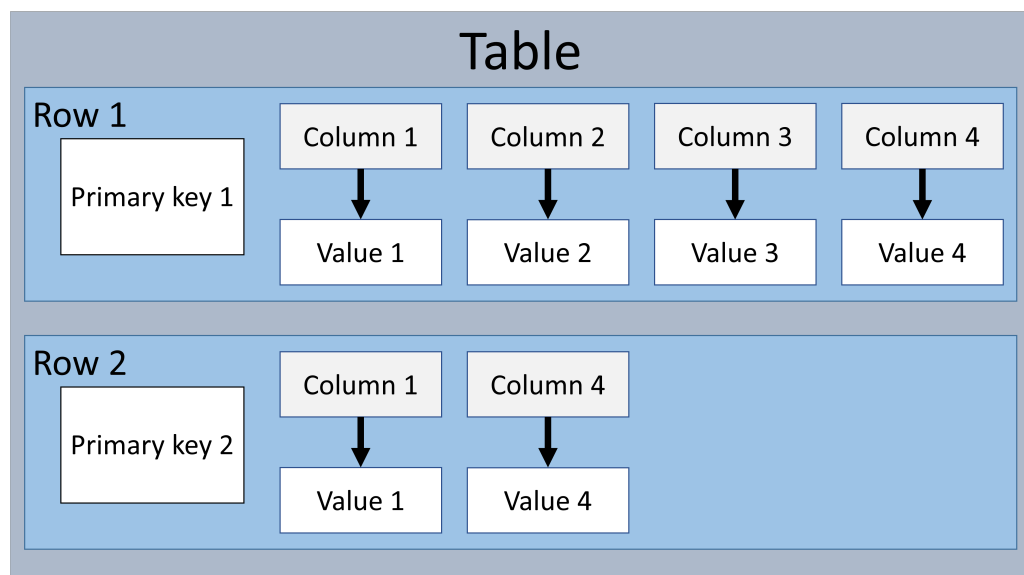 Table
Row 1
Primary key 1
Column 1
Column 2
Column 3
Column 4
Value 1
Value 2
Value 3
Value 4
Row 2
Primary key 2
Column 1
Column 4
Value 1
Value 4